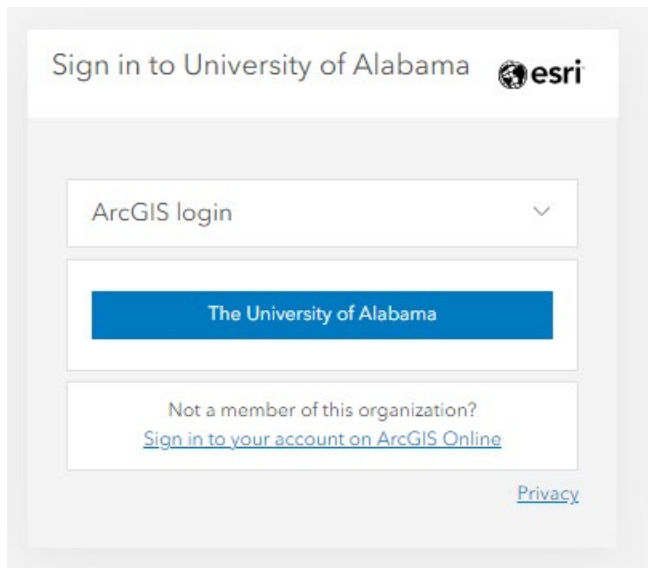 Sign in to University of Alabama
esri
ArcGIS login
The University of Alabama
Not a member of this organization?
Sign in to your account on ArcGIS Online
Privacy